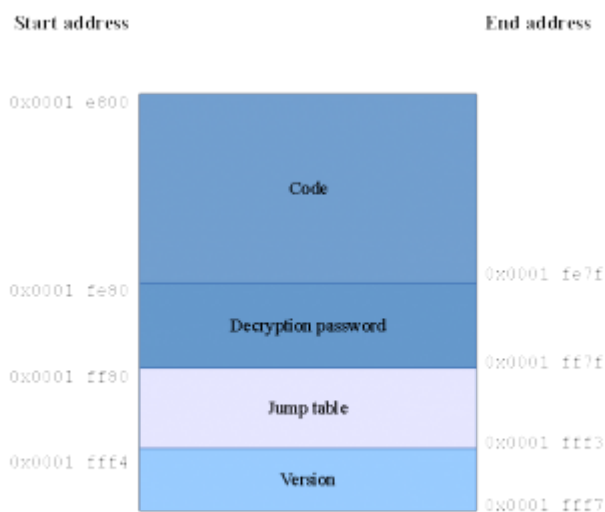 Start address End address
0x0001 e800
Code
0x0001 fe7f
0x0001 fe80
Decryption password
0x0001 ff7f
0x0001 ff80
Jump table
0x0001 fff3
0x0001 fff4
Version
0x0001 fff7